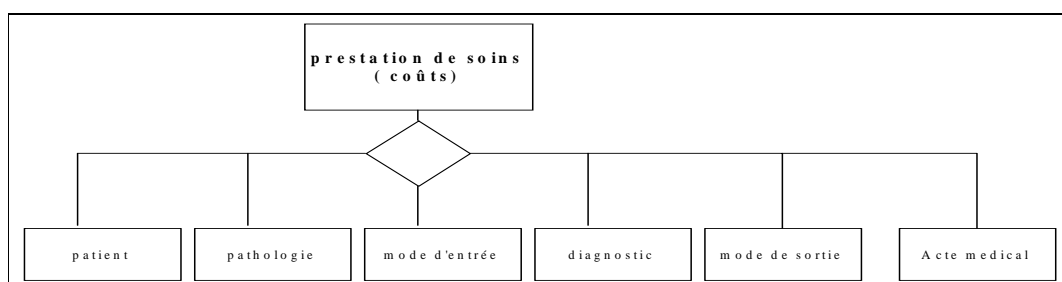 prestation de soins
( coûts)
patient
pathologie
mode d'entrée
diagnostic
mode de sortie
Acte medical